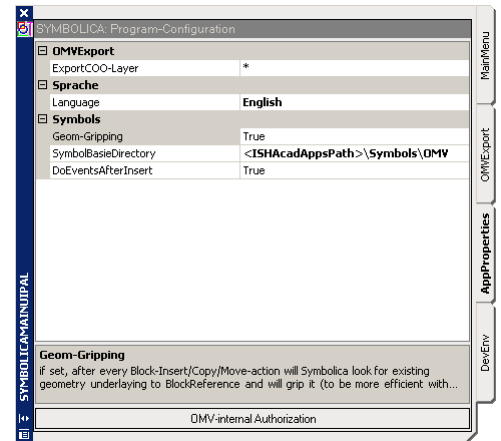 SYMBOLICA: Program-Configuration
OMVExport
ExportCOO-Layer *
Sprache
Language English
Symbols
Geom-Gripping True
SymbolBasieDirectory <ISHAcadAppsPath>\Symbols\OMV
DoEventsAfterInsert True
Geom-Gripping
if set, after every Block-Insert/Copy/Move-action will Symbolica look for existing
geometry underlaying to BlockReference and will grip it (to be more efficient with...
OMV-internal Authorization
SYMBOLICAMAINUIPAL
MainMenu
OMVExport
AppProperties
DevEnv